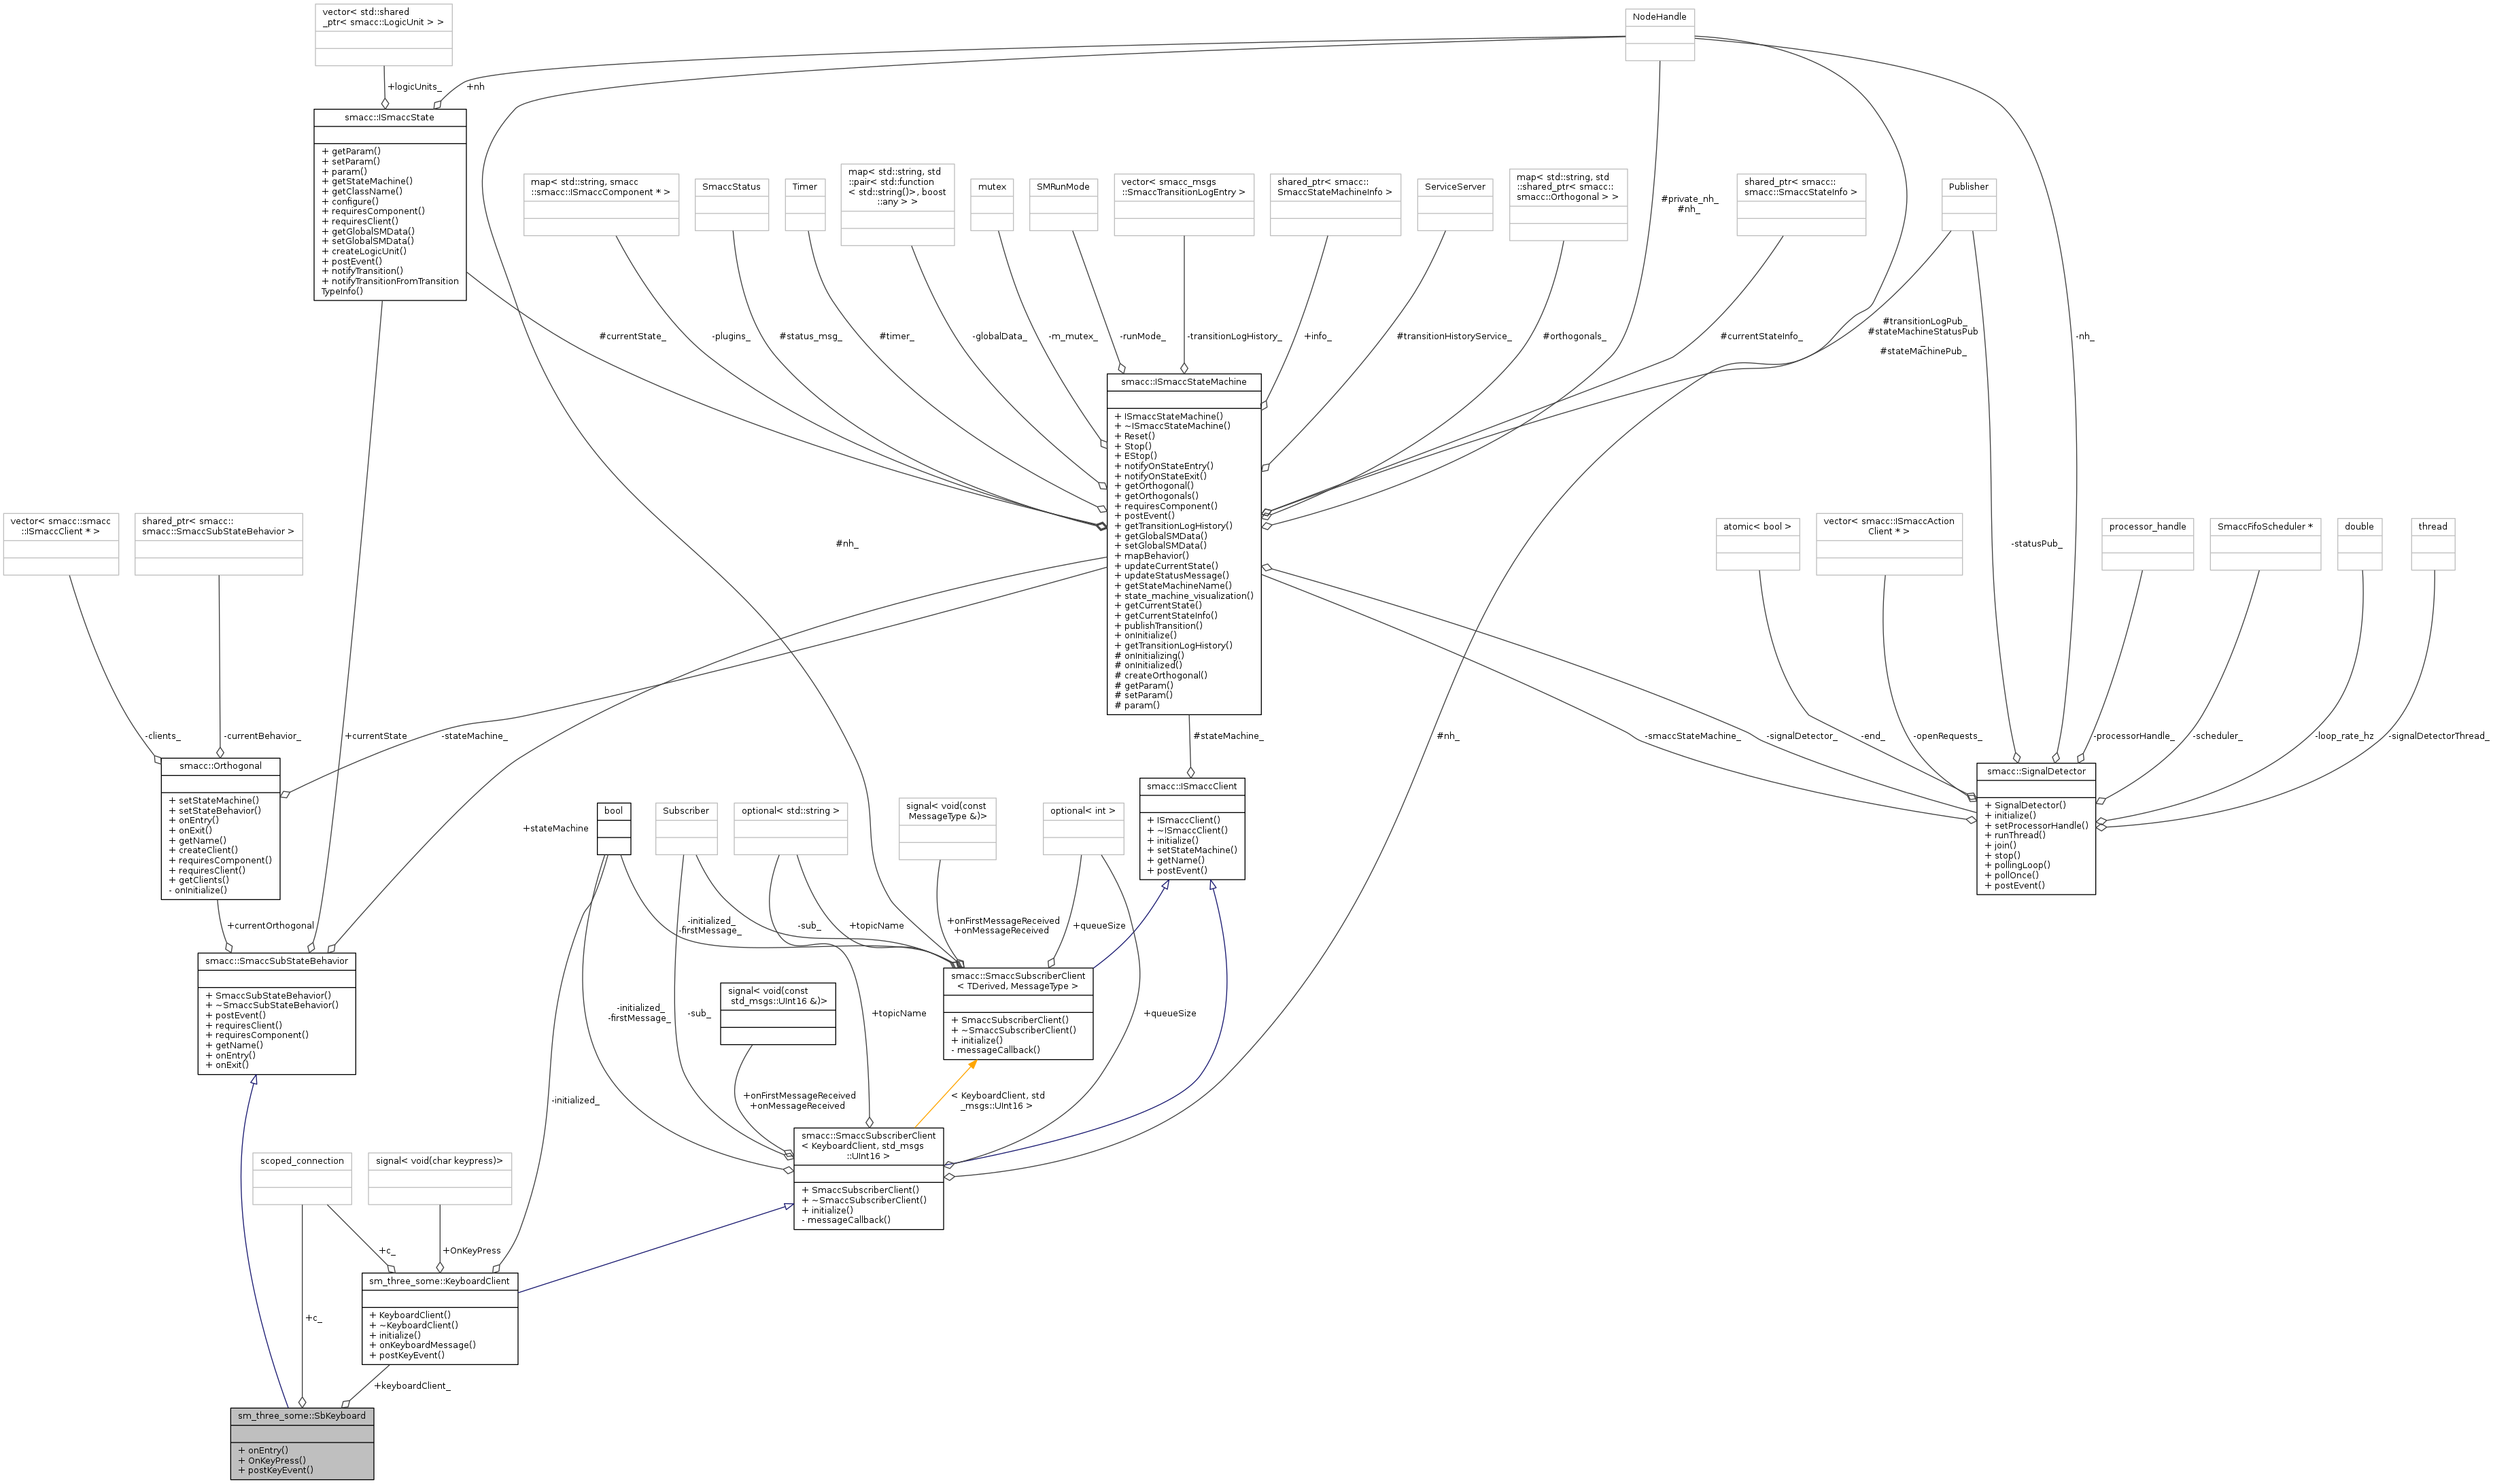 vector< std::shared
_ptr< smacc::LogicUnit > >
NodeHandle
+logicUnits_
+nh
smacc::ISmaccState
+ getParam()
+ setParam()
+ param()
+ getStateMachine()
+ getClassName()
+ configure()
+ requiresComponent()
+ requiresClient()
+ getGlobalSMData()
+ setGlobalSMData()
+ createLogicUnit()
+ postEvent()
+ notifyTransition()
+ notifyTransitionFromTransition
TypeInfo()
map< std::string, smacc
::smacc::ISmaccComponent * >
SmaccStatus
Timer
map< std::string, std
::pair< std::function
< std::string()>, boost
::any > >
mutex
SMRunMode
vector< smacc_msgs
::SmaccTransitionLogEntry >
shared_ptr< smacc::
SmaccStateMachineInfo >
ServiceServer
map< std::string, std
::shared_ptr< smacc::
smacc::Orthogonal > >
#private_nh_
#nh_
shared_ptr< smacc::
smacc::SmaccStateInfo >
Publisher
#currentState_
-plugins_
#status_msg_
#timer_
-globalData_
-m_mutex_
-runMode_
-transitionLogHistory_
+info_
#transitionHistoryService_
#orthogonals_
#currentStateInfo_
#transitionLogPub_
#stateMachineStatusPub
_
#stateMachinePub_
-nh_
smacc::ISmaccStateMachine
+ ISmaccStateMachine()
+ ~ISmaccStateMachine()
+ Reset()
+ Stop()
+ EStop()
+ notifyOnStateEntry()
+ notifyOnStateExit()
+ getOrthogonal()
+ getOrthogonals()
+ requiresComponent()
+ postEvent()
+ getTransitionLogHistory()
+ getGlobalSMData()
+ setGlobalSMData()
+ mapBehavior()
+ updateCurrentState()
+ updateStatusMessage()
+ getStateMachineName()
+ state_machine_visualization()
+ getCurrentState()
+ getCurrentStateInfo()
+ publishTransition()
+ onInitialize()
+ getTransitionLogHistory()
# onInitializing()
# onInitialized()
# createOrthogonal()
# getParam()
# setParam()
# param()
vector< smacc::smacc
::ISmaccClient * >
shared_ptr< smacc::
smacc::SmaccSubStateBehavior >
#nh_
atomic< bool >
vector< smacc::ISmaccAction
Client * >
-statusPub_
processor_handle
SmaccFifoScheduler *
double
thread
-clients_
-currentBehavior_
+currentState
-stateMachine_
#stateMachine_
#nh_
-smaccStateMachine_
-signalDetector_
-end_
-openRequests_
-processorHandle_
-scheduler_
-loop_rate_hz
-signalDetectorThread_
smacc::Orthogonal
+ setStateMachine()
+ setStateBehavior()
+ onEntry()
+ onExit()
+ getName()
+ createClient()
+ requiresComponent()
+ requiresClient()
+ getClients()
- onInitialize()
+stateMachine
bool
Subscriber
optional< std::string >
signal< void(const
MessageType &)>
optional< int >
smacc::ISmaccClient
+ ISmaccClient()
+ ~ISmaccClient()
+ initialize()
+ setStateMachine()
+ getName()
+ postEvent()
smacc::SignalDetector
+ SignalDetector()
+ initialize()
+ setProcessorHandle()
+ runThread()
+ join()
+ stop()
+ pollingLoop()
+ pollOnce()
+ postEvent()
+currentOrthogonal
-initialized_
-firstMessage_
-sub_
+topicName
+onFirstMessageReceived
+onMessageReceived
+queueSize
smacc::SmaccSubStateBehavior
+ SmaccSubStateBehavior()
+ ~SmaccSubStateBehavior()
+ postEvent()
+ requiresClient()
+ requiresComponent()
+ getName()
+ onEntry()
+ onExit()
-initialized_
-firstMessage_
-sub_
signal< void(const
std_msgs::UInt16 &)>
+topicName
smacc::SmaccSubscriberClient
< TDerived, MessageType >
+ SmaccSubscriberClient()
+ ~SmaccSubscriberClient()
+ initialize()
- messageCallback()
+queueSize
-initialized_
+onFirstMessageReceived
+onMessageReceived
< KeyboardClient, std
_msgs::UInt16 >
scoped_connection
signal< void(char keypress)>
smacc::SmaccSubscriberClient
< KeyboardClient, std_msgs
::UInt16 >
+ SmaccSubscriberClient()
+ ~SmaccSubscriberClient()
+ initialize()
- messageCallback()
+c_
+OnKeyPress
+c_
sm_three_some::KeyboardClient
+ KeyboardClient()
+ ~KeyboardClient()
+ initialize()
+ onKeyboardMessage()
+ postKeyEvent()
+keyboardClient_
sm_three_some::SbKeyboard
+ onEntry()
+ OnKeyPress()
+ postKeyEvent()